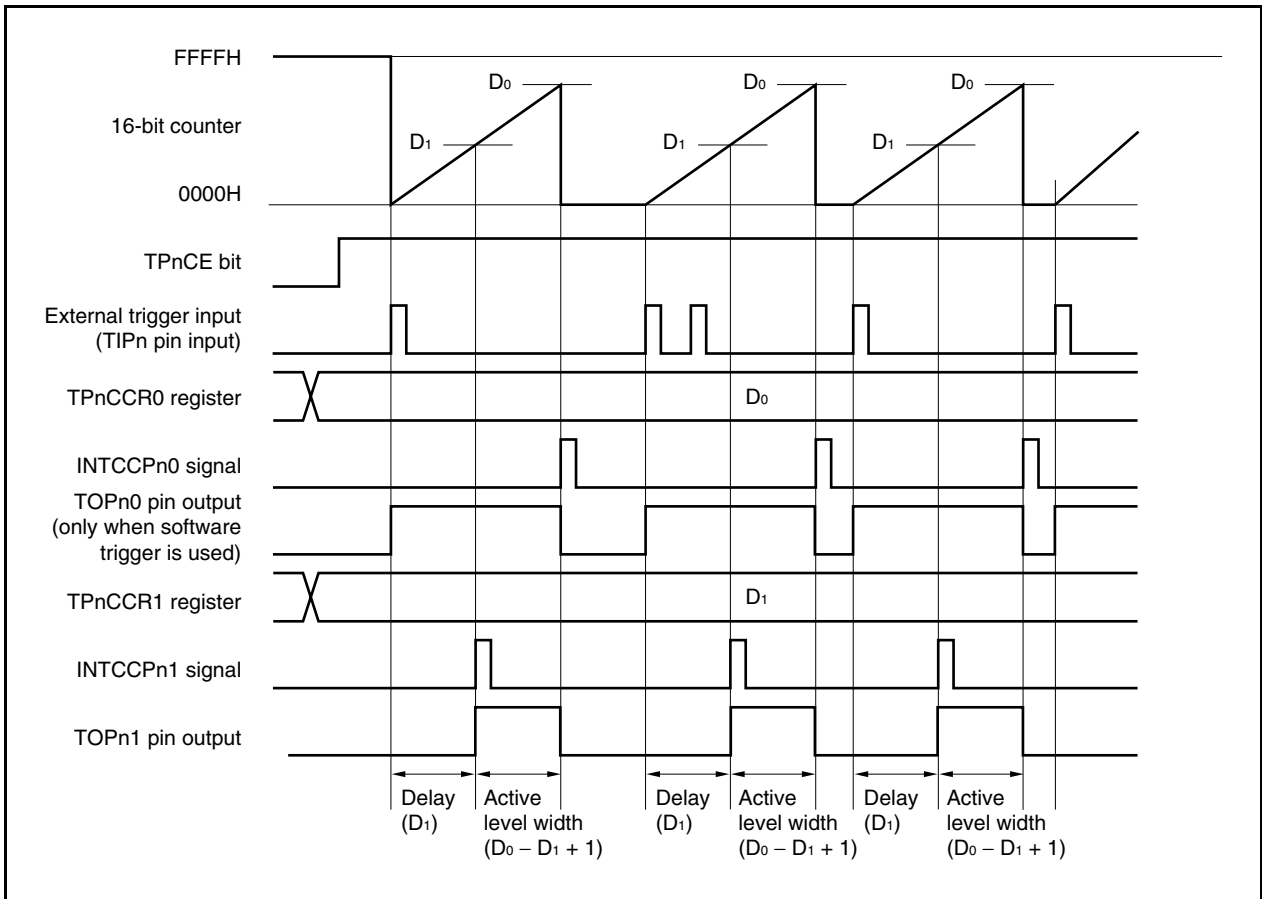 FFFFH
D0 D0 D0
16-bit counter
D1 D1 D1
0000H
TPnCE bit
External trigger input
(TIPn pin input)
TPnCCR0 register
D0
INTCCPn0 signal
TOPn0 pin output
(only when software
trigger is used)
TPnCCR1 register
D1
INTCCPn1 signal
TOPn1 pin output
Delay
(D1)
Active
level width
(D0 − D1 + 1)
Delay
(D1)
Active
level width
(D0 − D1 + 1)
Delay
(D1)
Active
level width
(D0 − D1 + 1)